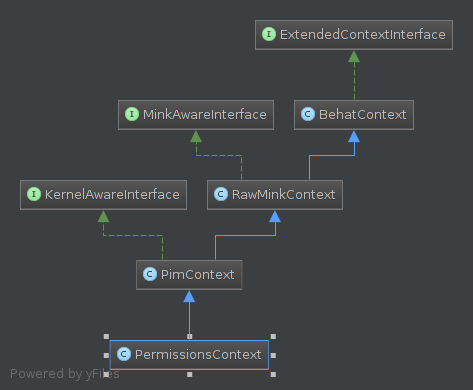 I ExtendedContextInterface
I MinkAwareInterface
C BehatContext
I KernelAwareInterface
C RawMinkContext
C PimContext
C PermissionsContext
Powered by yFiles